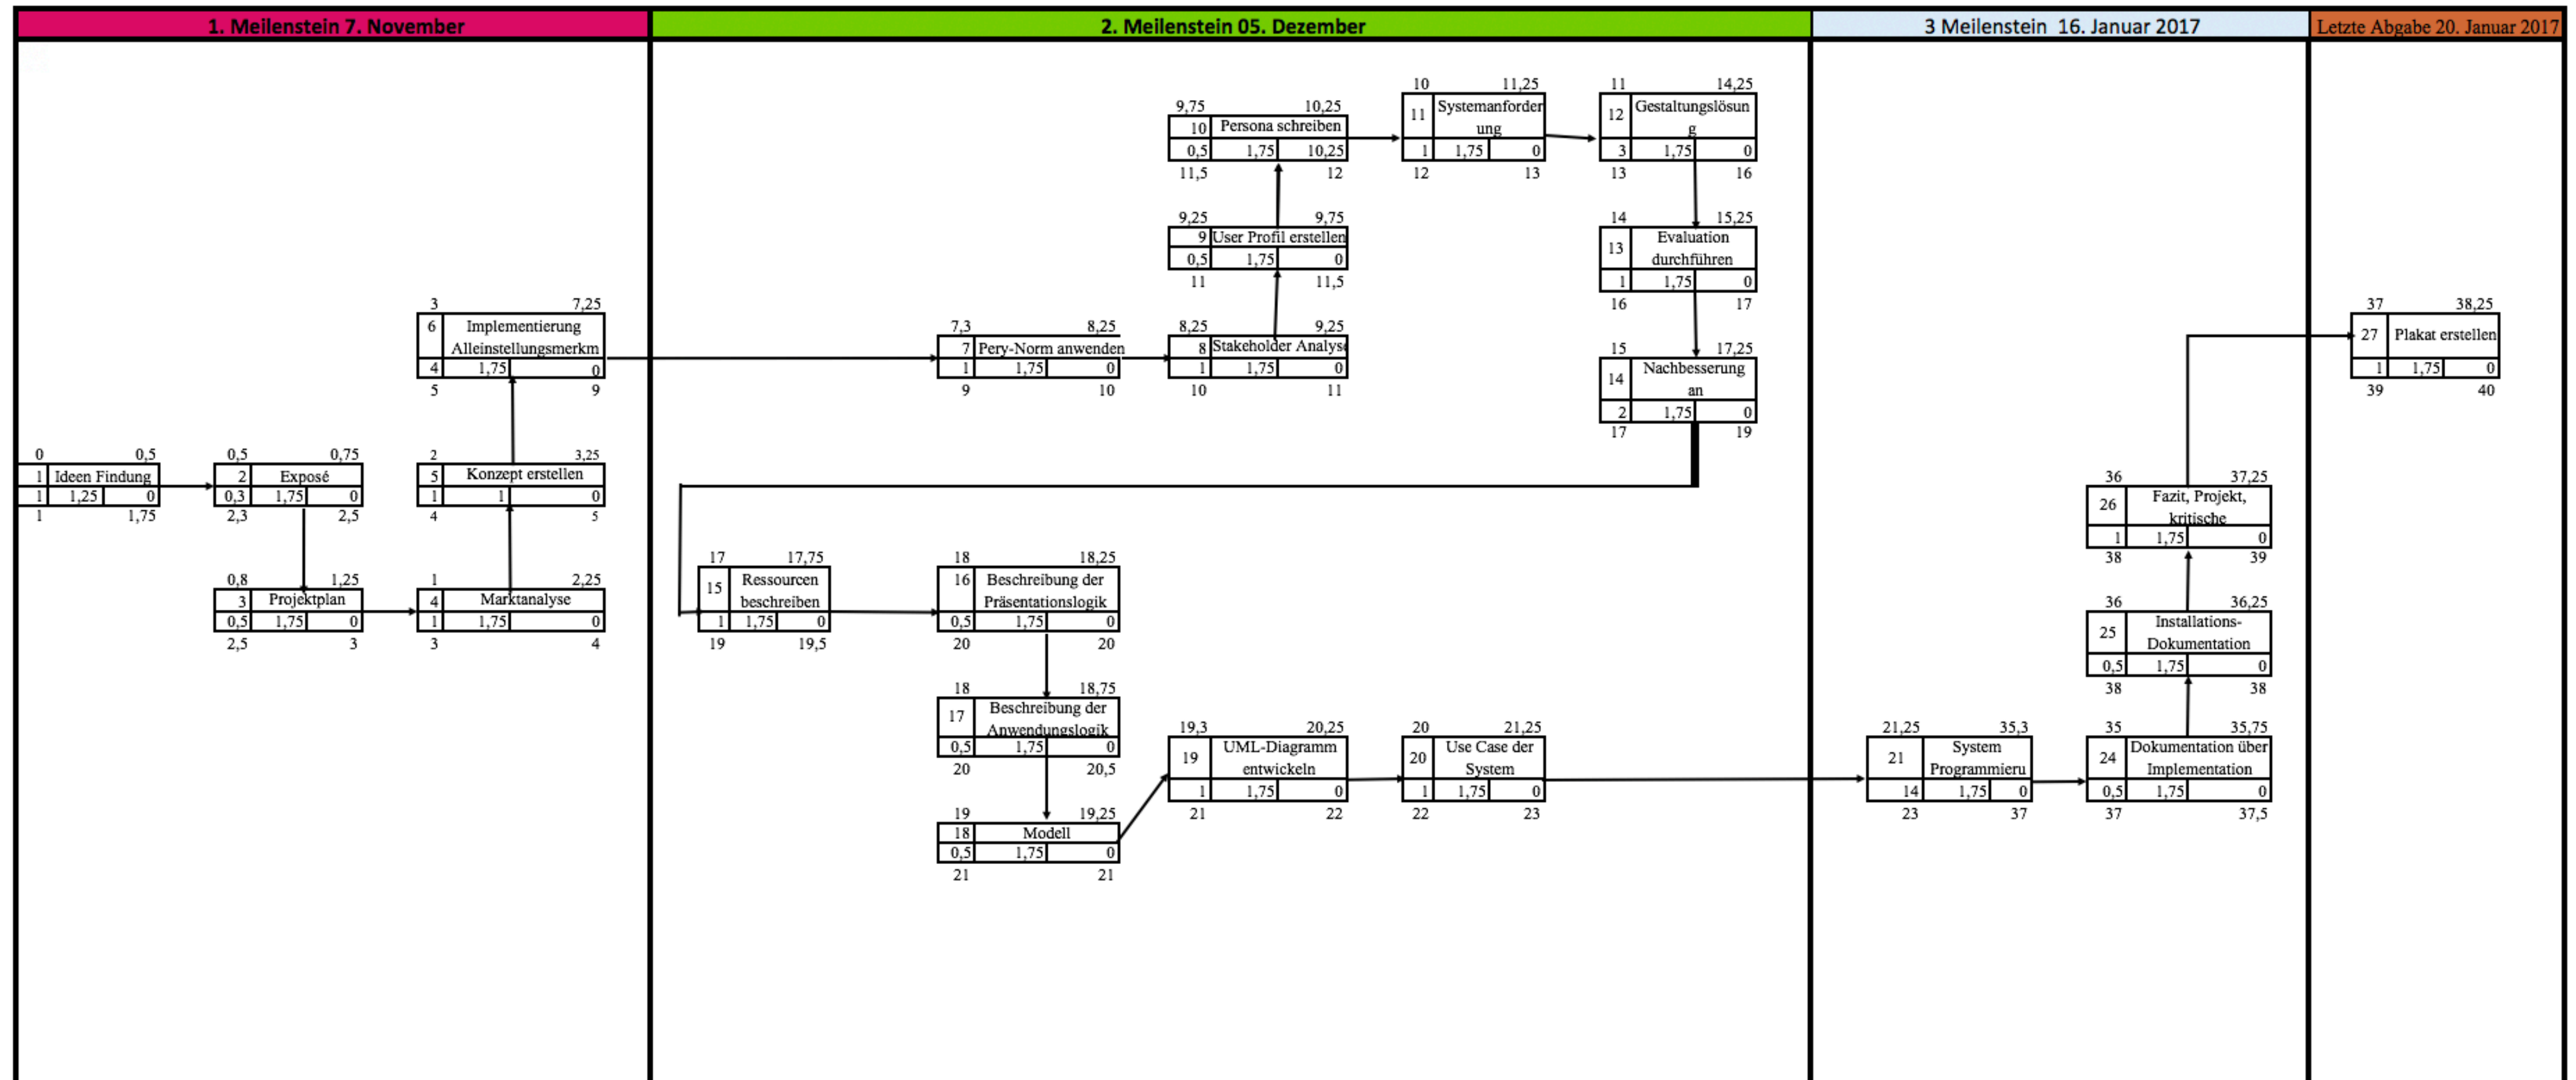 1. Meilenstein 7. November
2. Meilenstein 05. Dezember
3 Meilenstein 16. Januar 2017
Letzte Abgabe 20. Januar 2017
0 0,5
1 Ideen Findung
1 1,25 0
1 1,75
0,5 0,75
2 Exposé
0,3 1,75 0
2,3 2,5
0,8 1,25
3 Projektplan
0,5 1,75 0
2,5 3
1 2,25
4 Marktanalyse
1 1,75 0
3 4
2 3,25
5 Konzept erstellen
1 1 0
4 5
3 7,25
6 Implementierung
Alleinstellungsmerkm
4 1,75 0
5 9
7,3 8,25
7 Pery-Norm anwenden
1 1,75 0
9 10
8,25 9,25
8 Stakeholder Analyse
1 1,75 0
10 11
9,25 9,75
9 User Profil erstellen
0,5 1,75 0
11 11,5
9,75 10,25
10 Persona schreiben
0,5 1,75 10,25
11,5 12
10 11,25
11 Systemanforder
ung
1 1,75 0
12 13
11 14,25
12 Gestaltungslösun
g
3 1,75 0
13 16
14 15,25
13 Evaluation
durchführen
1 1,75 0
16 17
15 17,25
14 Nachbesserung
an
2 1,75 0
17 19
17 17,75
15 Ressourcen
beschreiben
1 1,75 0
19 19,5
18 18,25
16 Beschreibung der
Präsentationslogik
0,5 1,75 0
20 20
18 18,75
17 Beschreibung der
Anwendungslogik
0,5 1,75 0
20 20,5
19 19,25
18 Modell
0,5 1,75 0
21 21
19,3 20,25
19 UML-Diagramm
entwickeln
1 1,75 0
21 22
20 21,25
20 Use Case der
System
1 1,75 0
22 23
21,25 35,3
21 System
Programmieru
14 1,75 0
23 37
35 35,75
24 Dokumentation über
Implementation
0,5 1,75 0
37 37,5
36 36,25
25 Installations-
Dokumentation
0,5 1,75 0
38 38
36 37,25
26 Fazit, Projekt,
kritische
1 1,75 0
38 39
37 38,25
27 Plakat erstellen
1 1,75 0
39 40